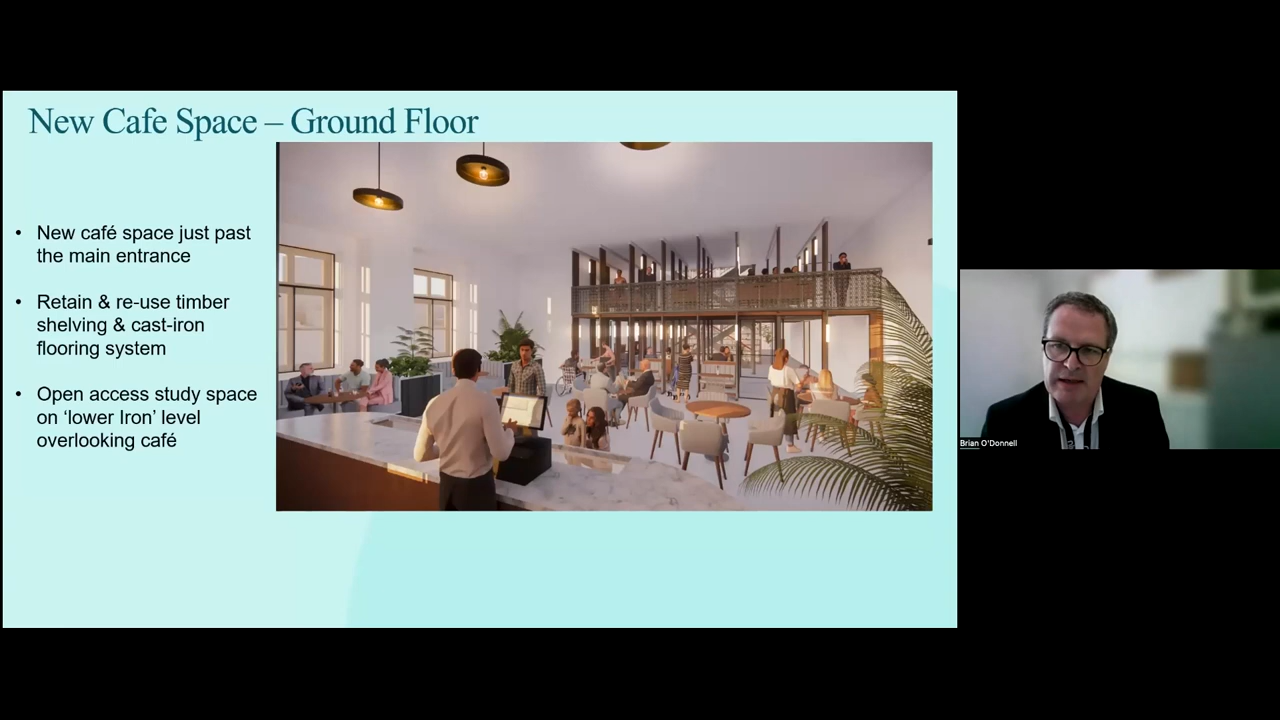 New Cafe Space – Ground Floor
• New café space just past
the main entrance
• Retain & re-use timber
shelving & cast-iron
flooring system
• Open access study space
on ‘lower Iron’ level
overlooking café
Brian O'Donnell